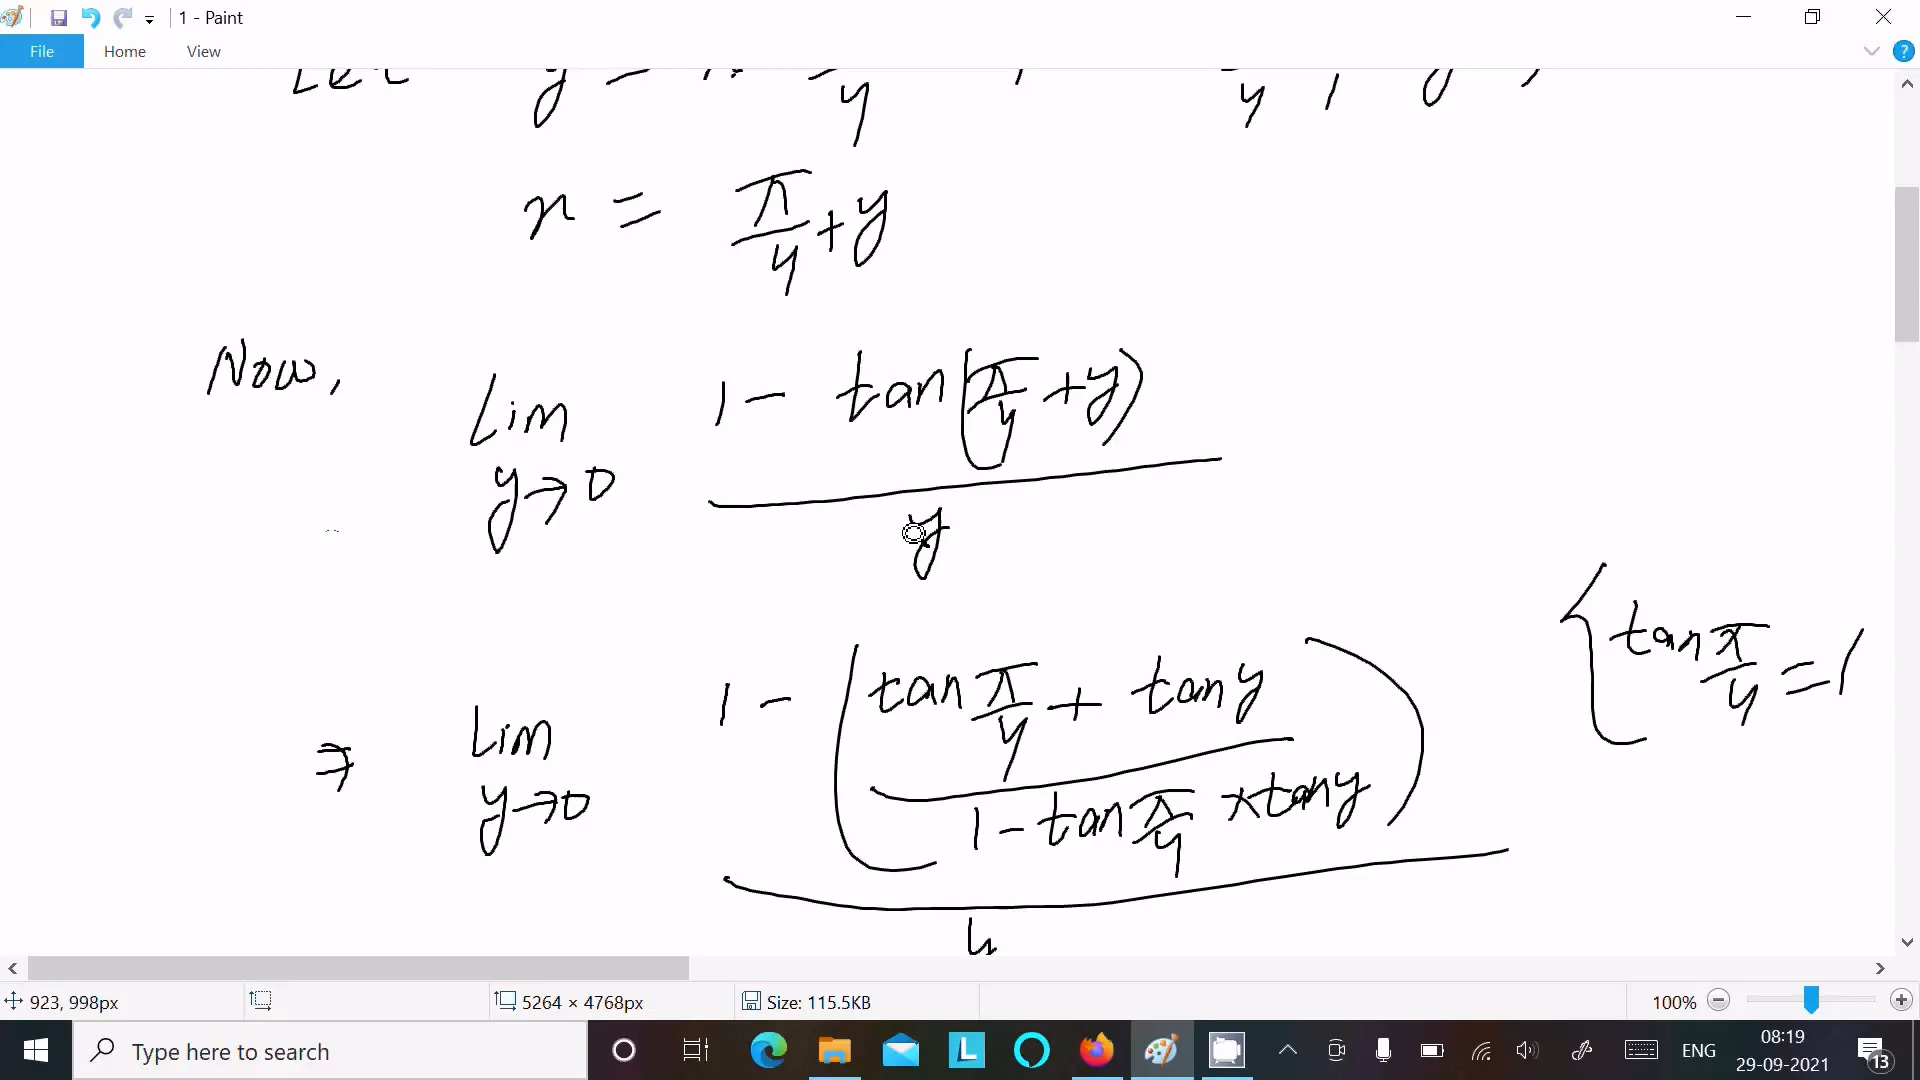 1 - Paint
File Home View
Let y = x - π/4
x = π/4 + y
Now,
Lim y→0 (1 - tan(π/4 + y)) / y
{tan π/4 = 1
⇒ Lim y→0 (1 - ((tan π/4 + tan y) / (1 - tan π/4 × tan y))) / y
923, 998px 5264 × 4768px Size: 115.5KB 100%
Type here to search
L
ENG
08:19
29-09-2021
13